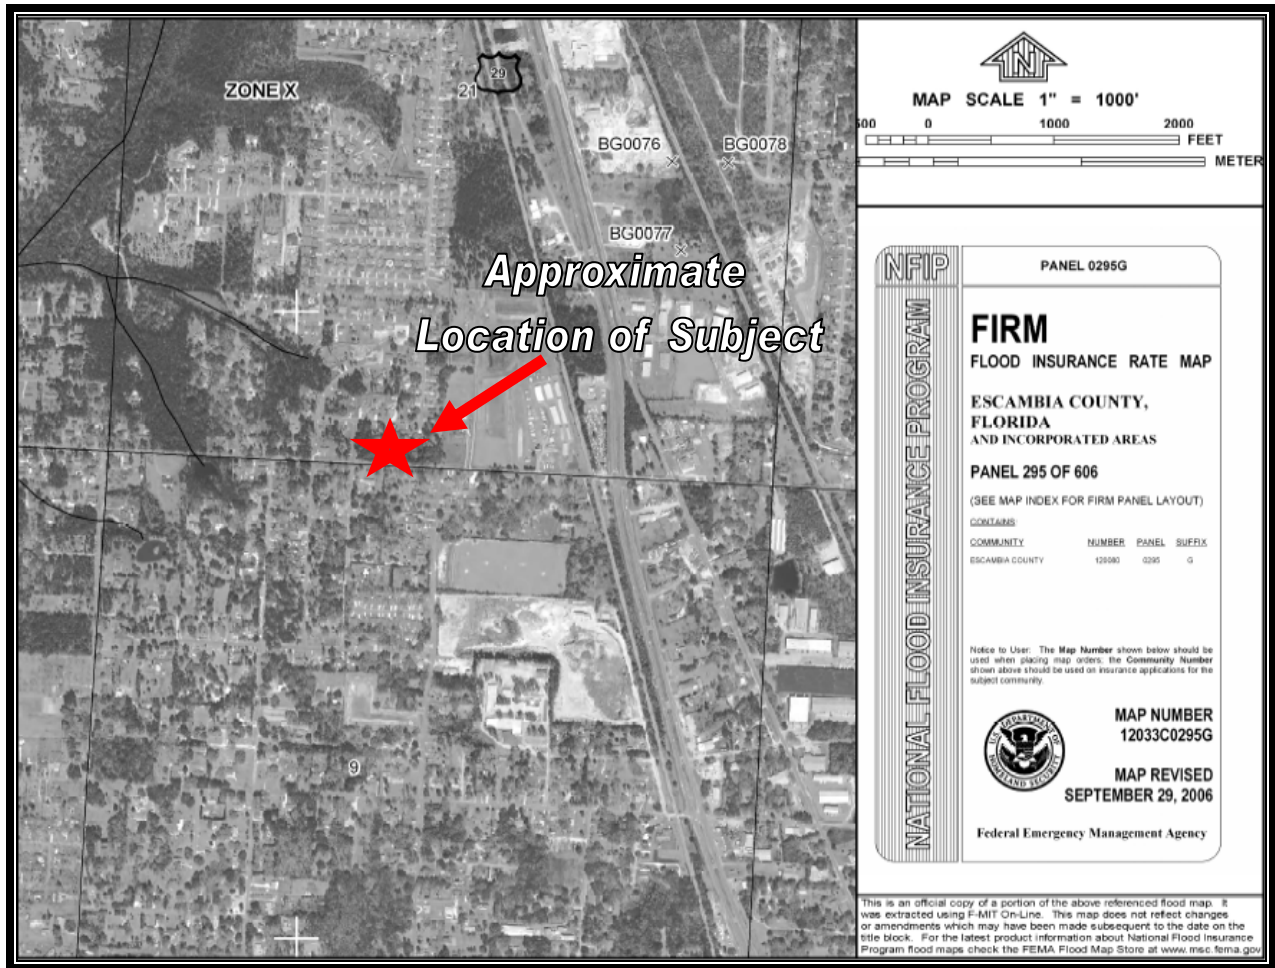 ZONE X
29
21
BG0076
BG0078
BG0077
Approximate
Location of Subject
9
N
MAP SCALE 1" = 1000'
500 0 1000 2000
FEET
METER
NFIP
PANEL 0295G
NATIONAL FLOOD INSURANCE PROGRAM
FIRM
FLOOD INSURANCE RATE MAP
ESCAMBIA COUNTY,
FLORIDA
AND INCORPORATED AREAS
PANEL 295 OF 606
(SEE MAP INDEX FOR FIRM PANEL LAYOUT)
CONTAINS:
COMMUNITY NUMBER PANEL SUFFIX
ESCAMBIA COUNTY 120080 0295 G
Notice to User: The Map Number shown below should be
used when placing map orders; the Community Number
shown above should be used on insurance applications for the
subject community.
U.S. DEPARTMENT OF
HOMELAND SECURITY
MAP NUMBER
12033C0295G
MAP REVISED
SEPTEMBER 29, 2006
Federal Emergency Management Agency
This is an official copy of a portion of the above referenced flood map. It
was extracted using F-MIT On-Line. This map does not reflect changes
or amendments which may have been made subsequent to the date on the
title block. For the latest product information about National Flood Insurance
Program flood maps check the FEMA Flood Map Store at www.msc.fema.gov